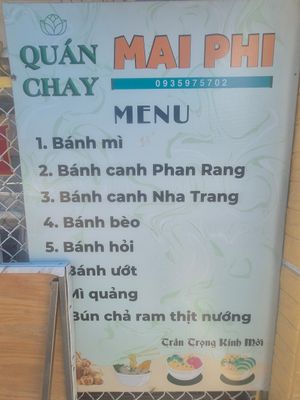 QUÁN CHAY
MAI PHI
0935975702
MENU
1. Bánh mì
2. Bánh canh Phan Rang
3. Bánh canh Nha Trang
4. Bánh bèo
5. Bánh hỏi
Bánh ướt
Mì quảng
Bún chả ram thịt nướng
Trân Trọng Kính Mời